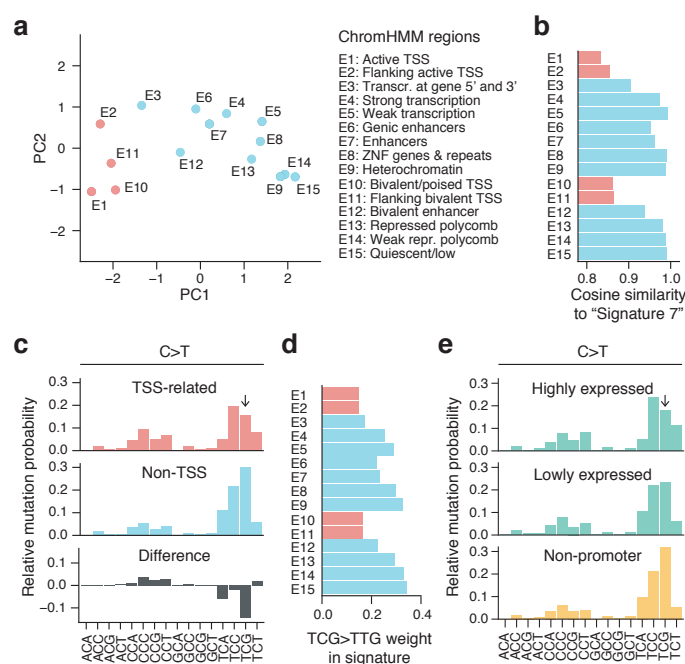 a
ChromHMM regions
b
2
1
0
−1
−2
PC2
E3
E2
E6
E4
E5
E7
E8
E11
E12
E13
E14
E10
E9
E15
E1
−2
−1
0
1
2
PC1
E1: Active TSS
E2: Flanking active TSS
E3: Transcr. at gene 5' and 3'
E4: Strong transcription
E5: Weak transcription
E6: Genic enhancers
E7: Enhancers
E8: ZNF genes & repeats
E9: Heterochromatin
E10: Bivalent/poised TSS
E11: Flanking bivalent TSS
E12: Bivalent enhancer
E13: Repressed polycomb
E14: Weak repr. polycomb
E15: Quiescent/low
E1
E2
E3
E4
E5
E6
E7
E8
E9
E10
E11
E12
E13
E14
E15
0.8 0.9 1.0
Cosine similarity
to “Signature 7”
c
C>T
Relative mutation probability
TSS-related
0.3
0.2
0.1
0.0
Non-TSS
0.3
0.2
0.1
0.0
Difference
0.1
0.0
−0.1
ACA
ACC
ACG
ACT
CCA
CCC
CCG
CCT
GCA
GCC
GCG
GCT
TCA
TCC
TCG
TCT
d
E1
E2
E3
E4
E5
E6
E7
E8
E9
E10
E11
E12
E13
E14
E15
0.0 0.2 0.4
TCG>TTG weight
in signature
e
C>T
Relative mutation probability
Highly expressed
0.3
0.2
0.1
0.0
Lowly expressed
0.3
0.2
0.1
0.0
Non-promoter
0.3
0.2
0.1
0.0
ACA
ACC
ACG
ACT
CCA
CCC
CCG
CCT
GCA
GCC
GCG
GCT
TCA
TCC
TCG
TCT